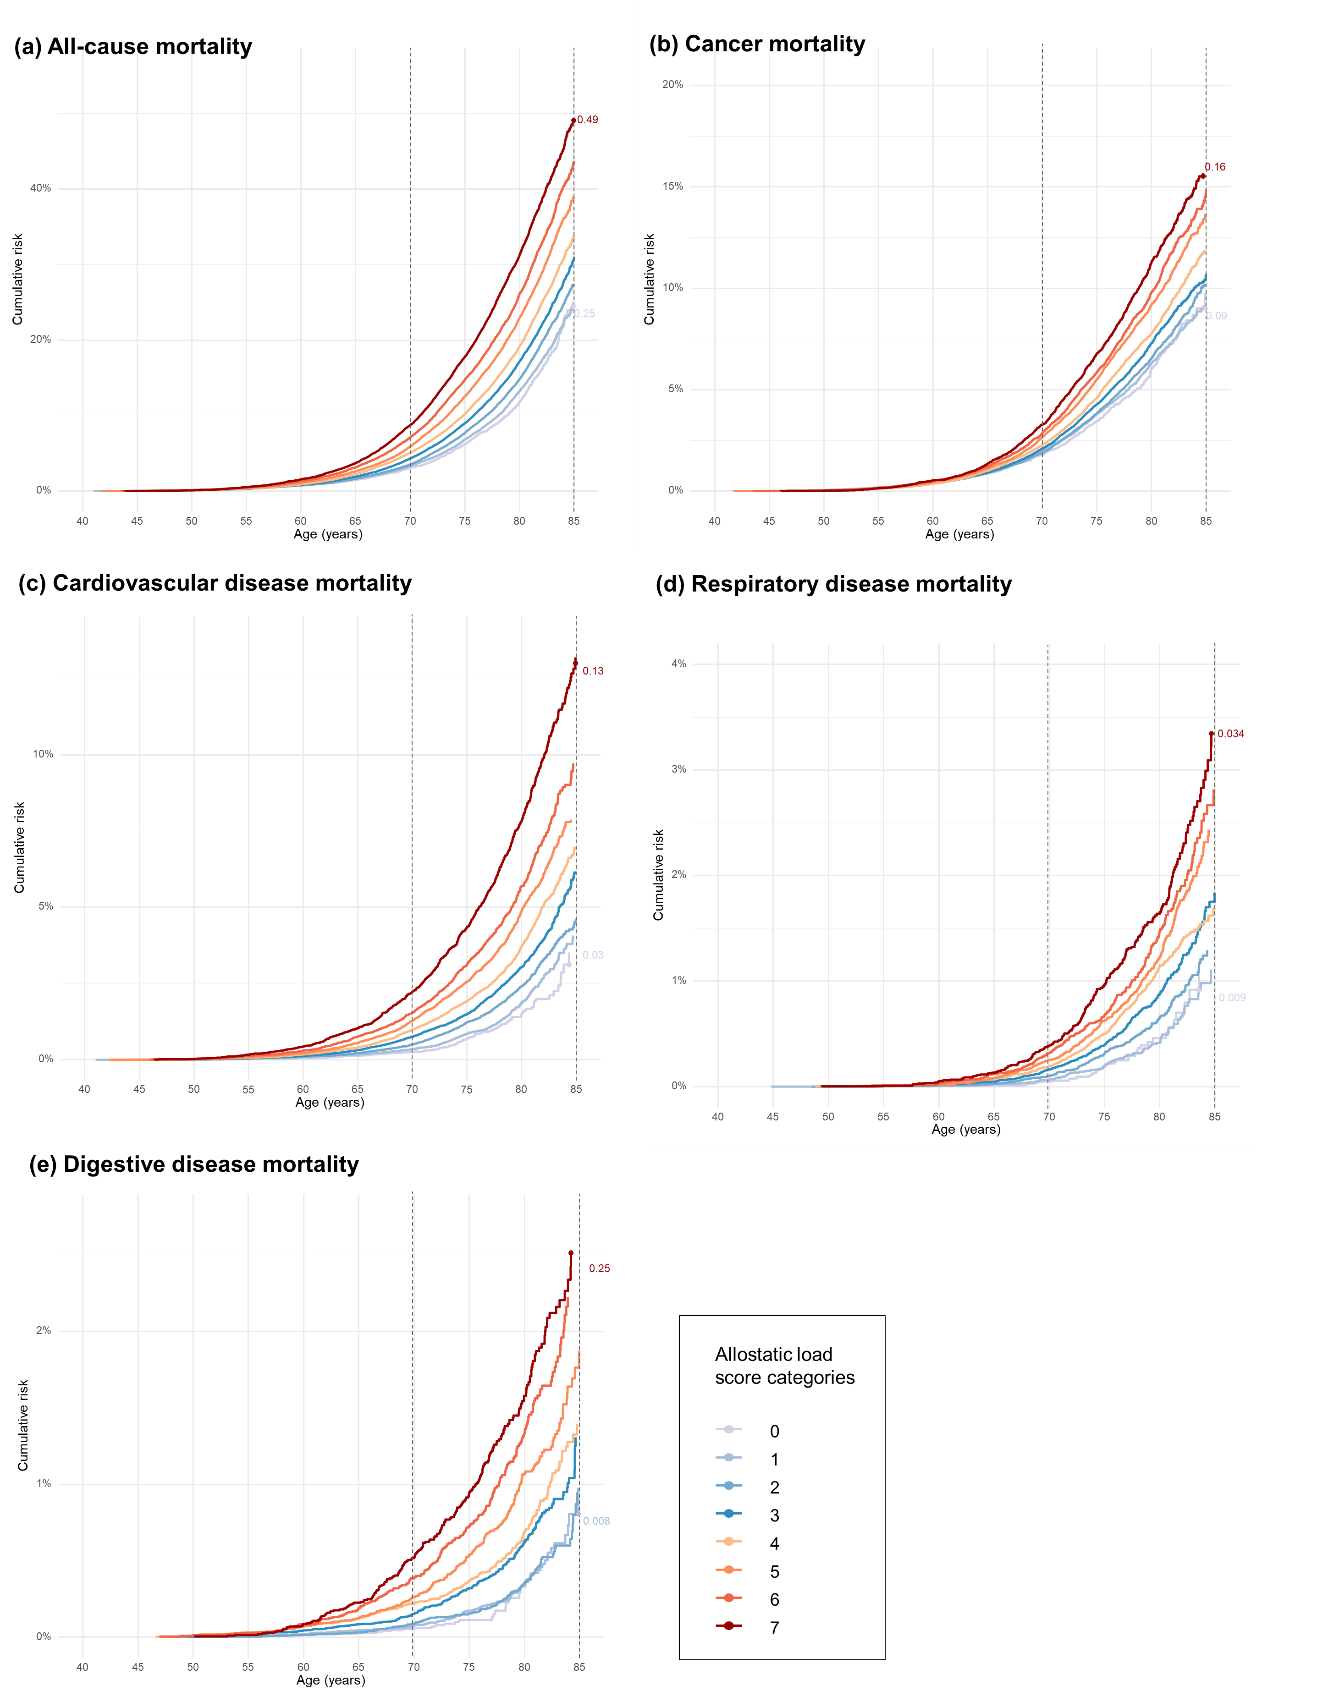 (a) All-cause mortality
Cumulative risk
40%
20%
0%
0.49
0.25
40 45 50 55 60 65 70 75 80 85
Age (years)
(b) Cancer mortality
Cumulative risk
20%
15%
10%
5%
0%
0.16
0.09
40 45 50 55 60 65 70 75 80 85
Age (years)
(c) Cardiovascular disease mortality
Cumulative risk
10%
5%
0%
0.13
0.03
40 45 50 55 60 65 70 75 80 85
Age (years)
(d) Respiratory disease mortality
Cumulative risk
4%
3%
2%
1%
0%
0.034
0.009
40 45 50 55 60 65 70 75 80 85
Age (years)
(e) Digestive disease mortality
Cumulative risk
2%
1%
0%
0.25
0.008
40 45 50 55 60 65 70 75 80 85
Age (years)
Allostatic load
score categories
0
1
2
3
4
5
6
7